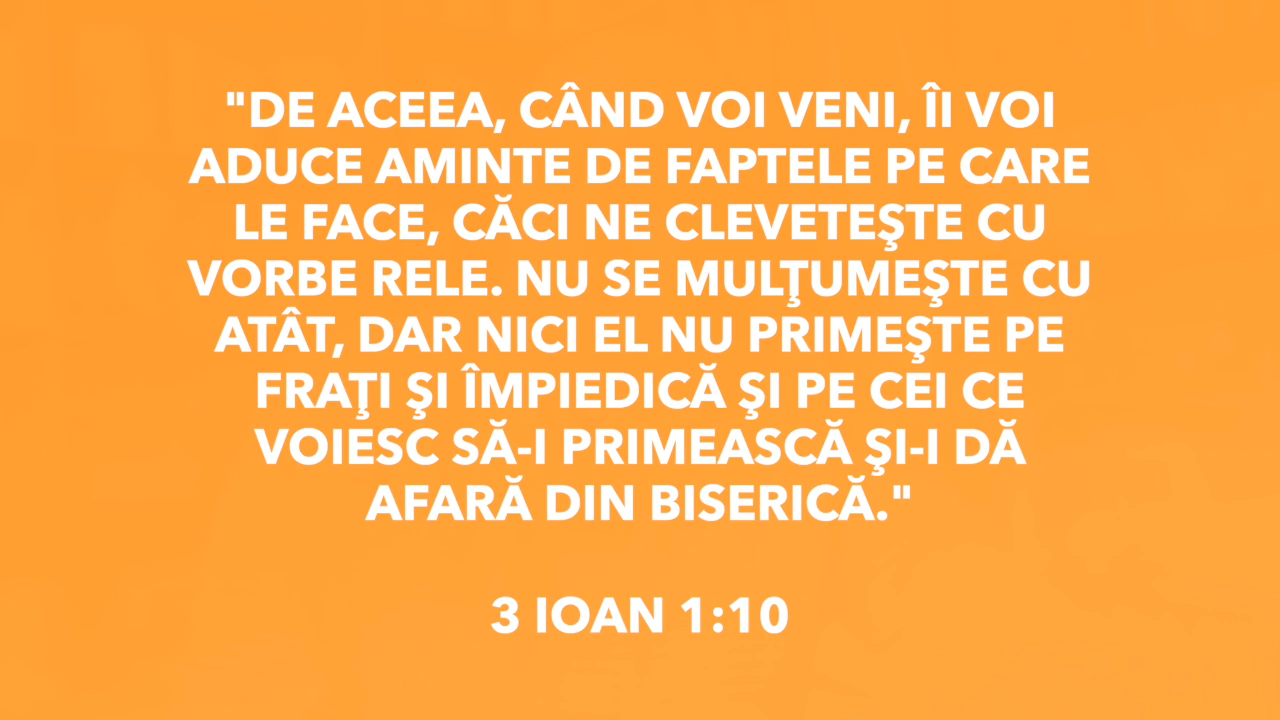 "DE ACEEA, CÂND VOI VENI, ÎI VOI
ADUCE AMINTE DE FAPTELE PE CARE
LE FACE, CĂCI NE CLEVETEŞTE CU
VORBE RELE. NU SE MULŢUMEŞTE CU
ATÂT, DAR NICI EL NU PRIMEŞTE PE
FRAŢI ŞI ÎMPIEDICĂ ŞI PE CEI CE
VOIESC SĂ-I PRIMEASCĂ ŞI-I DĂ
AFARĂ DIN BISERICĂ."
3 IOAN 1:10